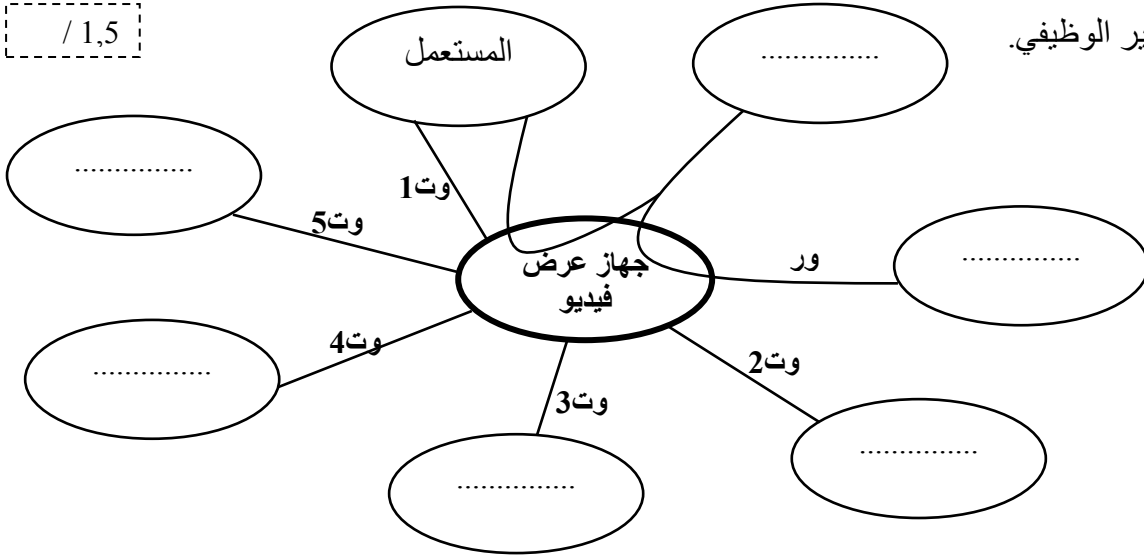 1,5 /
ير الوظيفي.
المستعمل
...............
...............
وت1
وت5
جهاز عرض
فيديو
ور
...............
وت4
وت2
...............
وت3
...............
...............